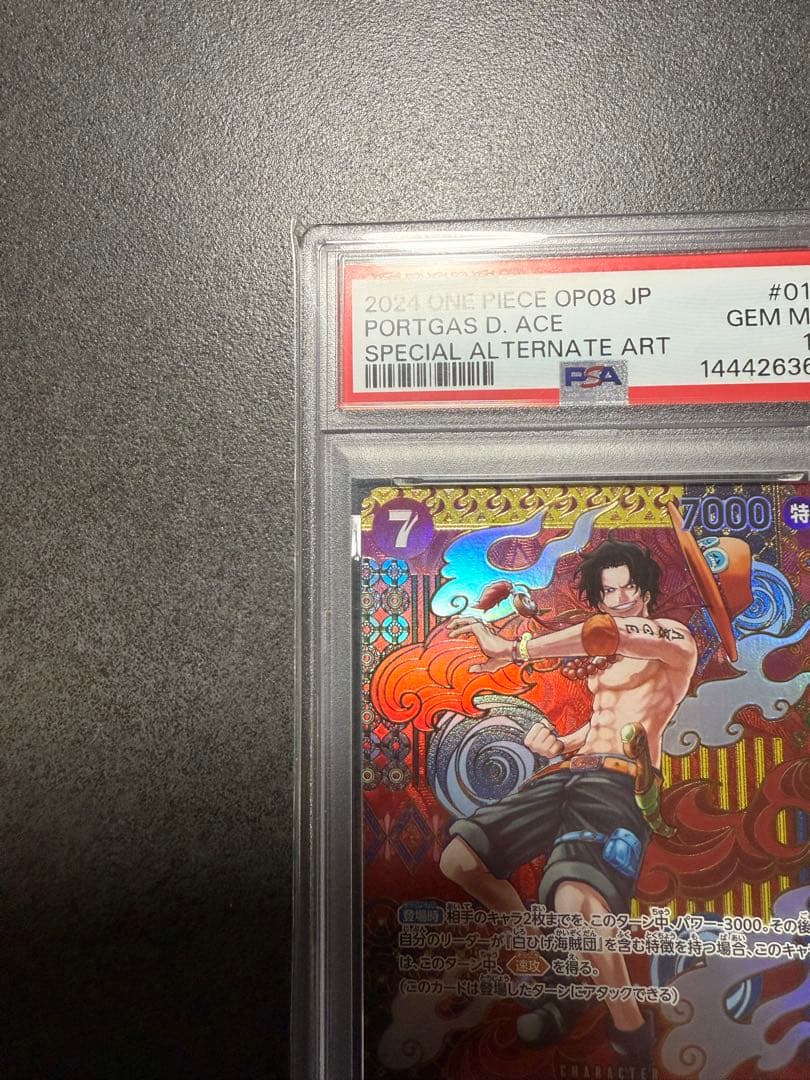 2024 ONE PIECE OP08 JP #01
PORTGAS D. ACE GEM M
SPECIAL ALTERNATE ART 1
14442636
PSA
7 7000 特
ASCE
登場時 相手のキャラ2枚までを、このターン中、パワー-3000。その後
自分のリーダーが『白ひげ海賊団』を含む特徴を持つ場合、このキャ
は、このターン中、速攻 を得る。
(このカードは登場したターンにアタックできる)
CHARACTER